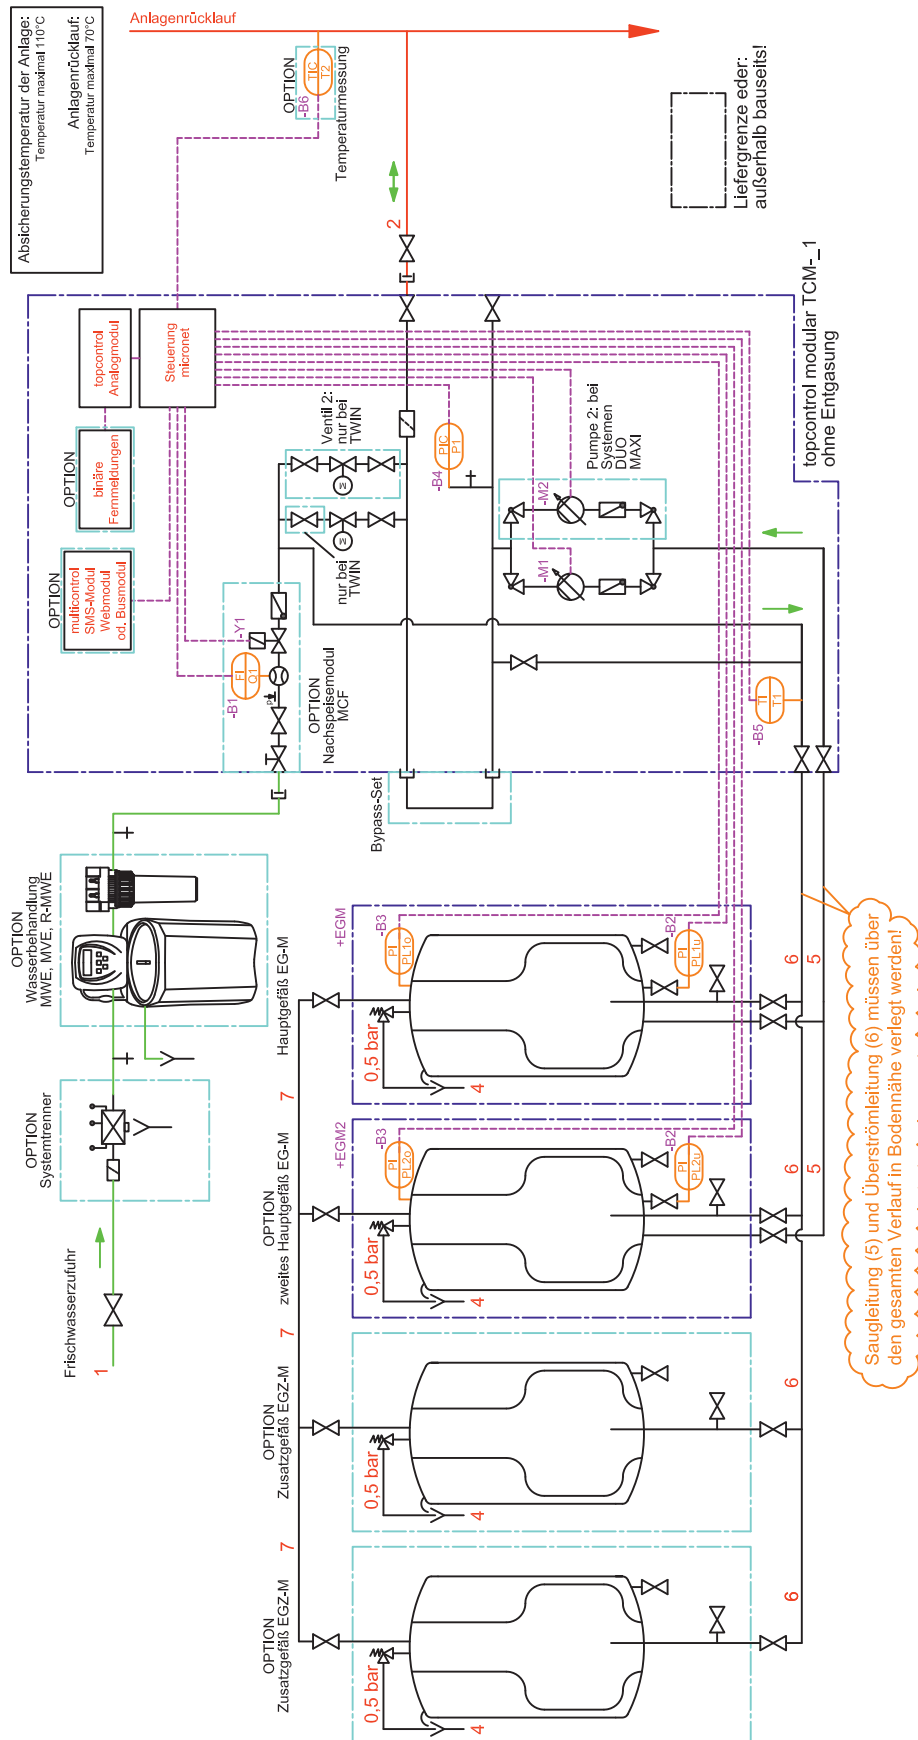 Absicherungstemperatur der Anlage:
Temperatur maximal 110°C
Anlagenrücklauf:
Temperatur maximal 70°C
Anlagenrücklauf
OPTION
-B6
TIC
T2
Temperaturmessung
2
Liefergrenze eder:
außerhalb bauseits!
topcontrol modular TCM-_1
ohne Entgasung
topcontrol
Analogmodul
Steuerung
micronet
OPTION
binäre
Fernmeldungen
OPTION
multicontrol
SMS-Modul
Webmodul
od. Busmodul
Ventil 2:
nur bei
TWIN
nur bei
TWIN
-B4
PIC
P1
Pumpe 2: bei
Systemen
DUO
MAXI
-M2
-M1
-Y1
-B1
FI
Q1
OPTION
Nachspeisemodul
MCF
-B5
TI
T1
Bypass-Set
OPTION
Wasserbehandlung
MWE, MVE, R-MWE
OPTION
Systemtrenner
Frischwasserzufuhr
1
Hauptgefäß EG-M
+EGM
-B3
PI
PL1o
-B2
PI
PL1u
0,5 bar
4
7
6
5
OPTION
zweites Hauptgefäß EG-M
+EGM2
-B3
PI
PL2o
-B2
PI
PL2u
0,5 bar
4
7
6
5
OPTION
Zusatzgefäß EGZ-M
0,5 bar
4
7
6
OPTION
Zusatzgefäß EGZ-M
0,5 bar
4
6
Saugleitung (5) und Überströmleitung (6) müssen über
den gesamten Verlauf in Bodennähe verlegt werden!